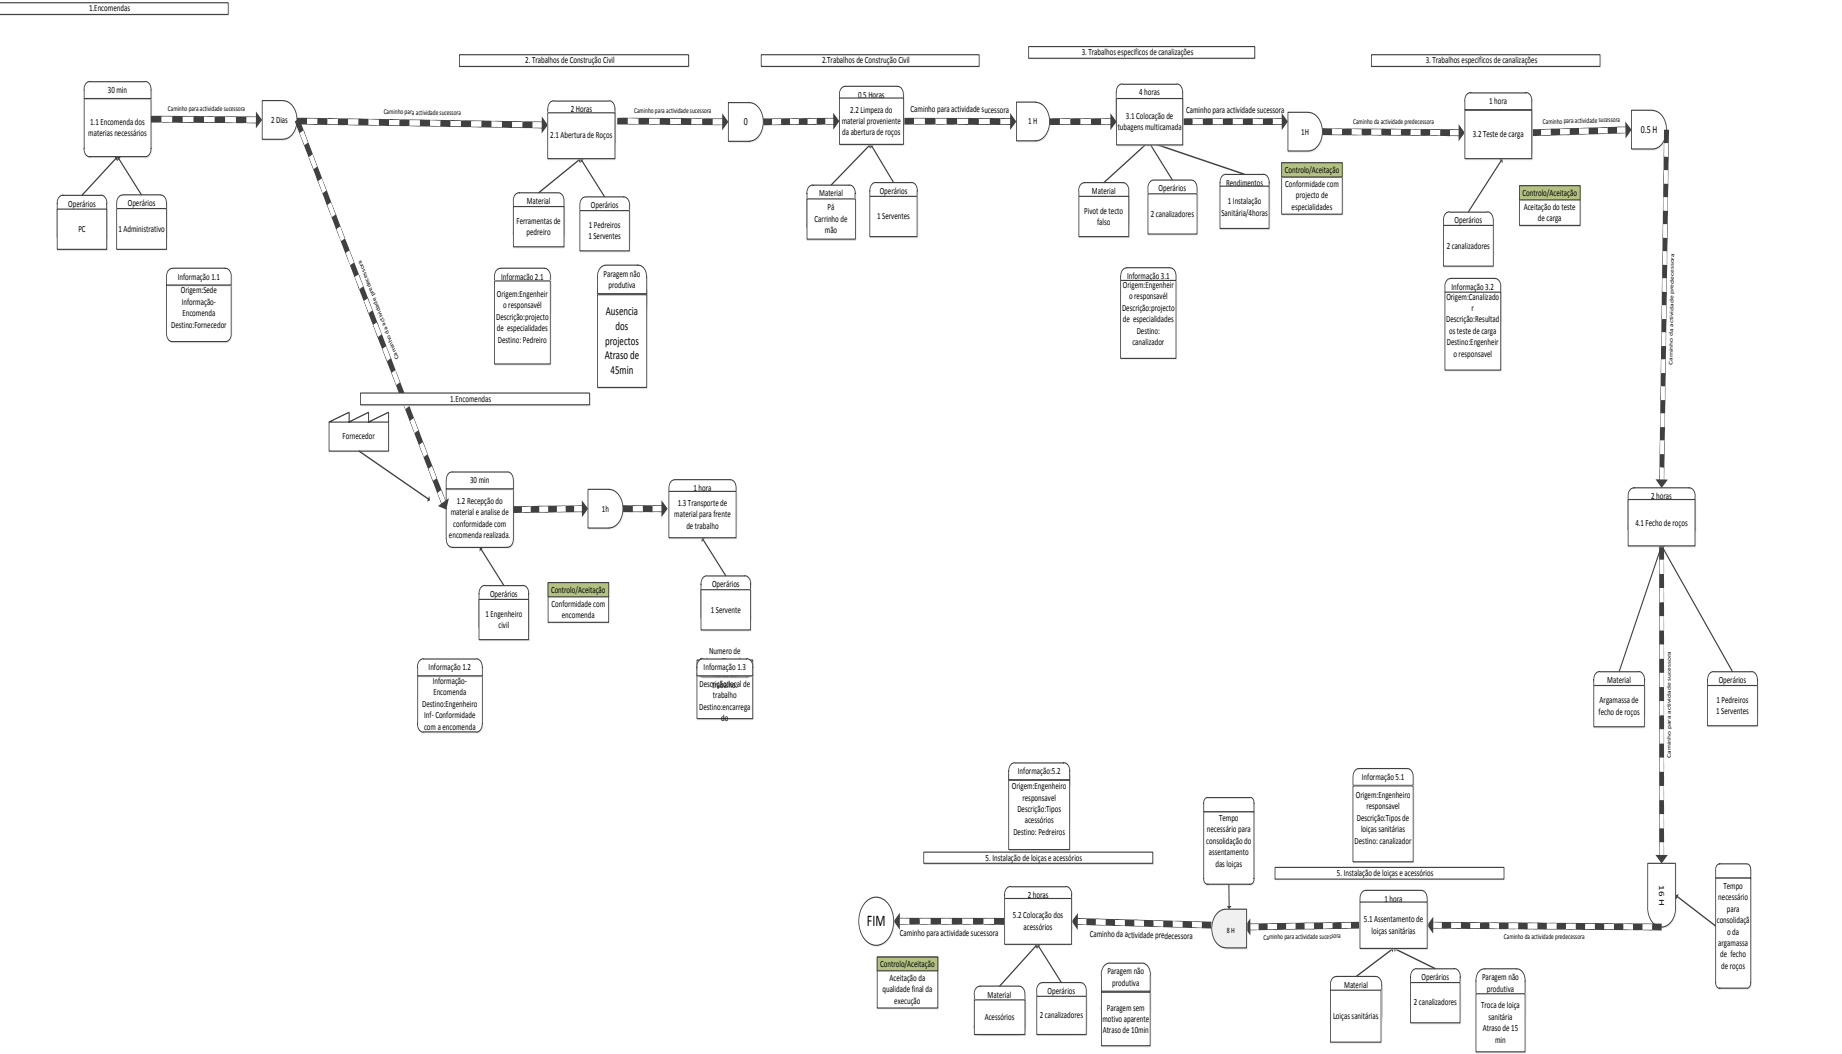 1.Encomendas
2. Trabalhos de Construção Civil
2.Trabalhos de Construção Civil
3. Trabalhos específicos de canalizações
3. Trabalhos específicos de canalizações
30 min
1.1 Encomenda dos
materias necessários
Caminho para actividade sucessora
2 Dias
Caminho para actividade sucessora
2 Horas
2.1 Abertura de Roços
Caminho para actividade sucessora
0
0.5 Horas
2.2 Limpeza do
material proveniente
da abertura de roços
Caminho para actividade sucessora
1 H
4 horas
3.1 Colocação de
tubagens multicamada
Caminho para actividade sucessora
1H
Caminho da actividade predecessora
1 hora
3.2 Teste de carga
Caminho para actividade sucessora
0.5 H
Operários
PC
Operários
1 Administrativo
Material
Ferramentas de
pedreiro
Operários
1 Pedreiros
1 Serventes
Material
Pá
Carrinho de
mão
Operários
1 Serventes
Material
Pivot de tecto
falso
Operários
2 canalizadores
Rendimentos
1 Instalação
Sanitária/4horas
Controlo/Aceitação
Conformidade com
projecto de
especialidades
Operários
2 canalizadores
Controlo/Aceitação
Aceitação do teste
de carga
Informação 1.1
Origem:Sede
Informação-
Encomenda
Destino:Fornecedor
Caminho da actividade predecessora
Informação 2.1
Origem:Engenheir
o responsavél
Descrição:projecto
de especialidades
Destino: Pedreiro
Paragem não
produtiva
Ausencia
dos
projectos
Atraso de
45min
Informação 3.1
Origem:Engenheir
o responsável
Descrição:projecto
de especialidades
Destino:
canalizador
Informação 3.2
Origem:Canalizado
r
Descrição:Resultad
os teste de carga
Destino:Engenheir
o responsavel
Caminho da actividade predecessora
1.Encomendas
Fornecedor
30 min
1.2 Recepção do
material e analise de
conformidade com
encomenda realizada.
1h
1 hora
1.3 Transporte de
material para frente
de trabalho
2 horas
4.1 Fecho de roços
Operários
1 Engenheiro
civil
Controlo/Aceitação
Conformidade com
encomenda
Operários
1 Servente
Informação 1.2
Informação-
Encomenda
Destino:Engenheiro
Inf- Conformidade
com a encomenda
Numero de
Informação 1.3
trabalho
Destino:encarrega
do
Material
Argamassa de
fecho de roços
Caminho para actividade sucessora
Operários
1 Pedreiros
1 Serventes
Informação:5.2
Origem:Engenheiro
responsavel
Descrição:Tipos
acessórios
Destino: Pedreiros
5. Instalação de loiças e acessórios
Tempo
necessário para
consolidação do
assentamento
das loiças
Informação 5.1
Origem:Engenheiro
responsavel
Descrição:Tipos de
loiças sanitárias
Destino: canalizador
5. Instalação de loiças e acessórios
FIM
Caminho para actividade sucessora
2 horas
5.2 Colocação dos
acessórios
Caminho da actividade predecessora
8 H
Caminho para actividade sucessora
1 hora
5.1 Assentamento de
loiças sanitárias
Caminho da actividade predecessora
16 H
Tempo
necessário
para
consolidaçã
o da
argamassa
de fecho
de roços
Controlo/Aceitação
Aceitação da
qualidade final da
execução
Material
Acessórios
Operários
2 canalizadores
Paragem não
produtiva
Paragem sem
motivo aparente
Atraso de 10min
Material
Loiças sanitárias
Operários
2 canalizadores
Paragem não
produtiva
Troca de loiça
sanitária
Atraso de 15
min